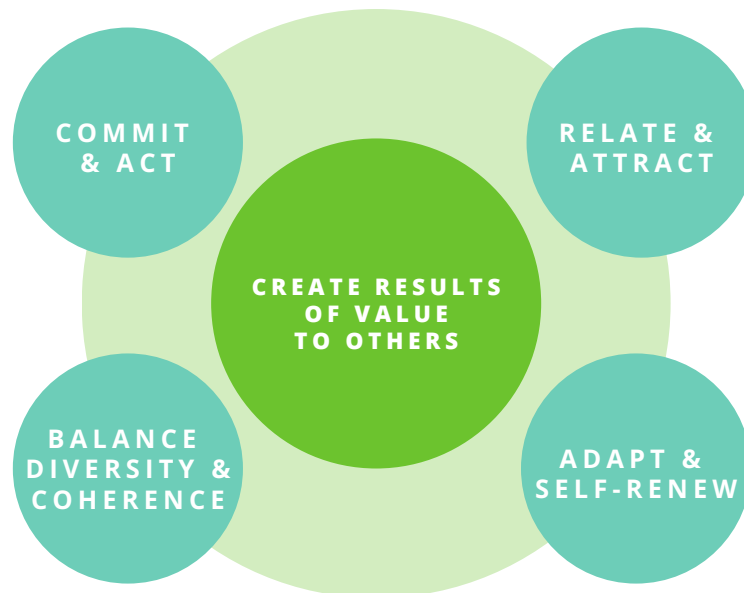 COMMIT
& ACT
RELATE &
ATTRACT
CREATE RESULTS
OF VALUE
TO OTHERS
BALANCE
DIVERSITY &
COHERENCE
ADAPT &
SELF-RENEW